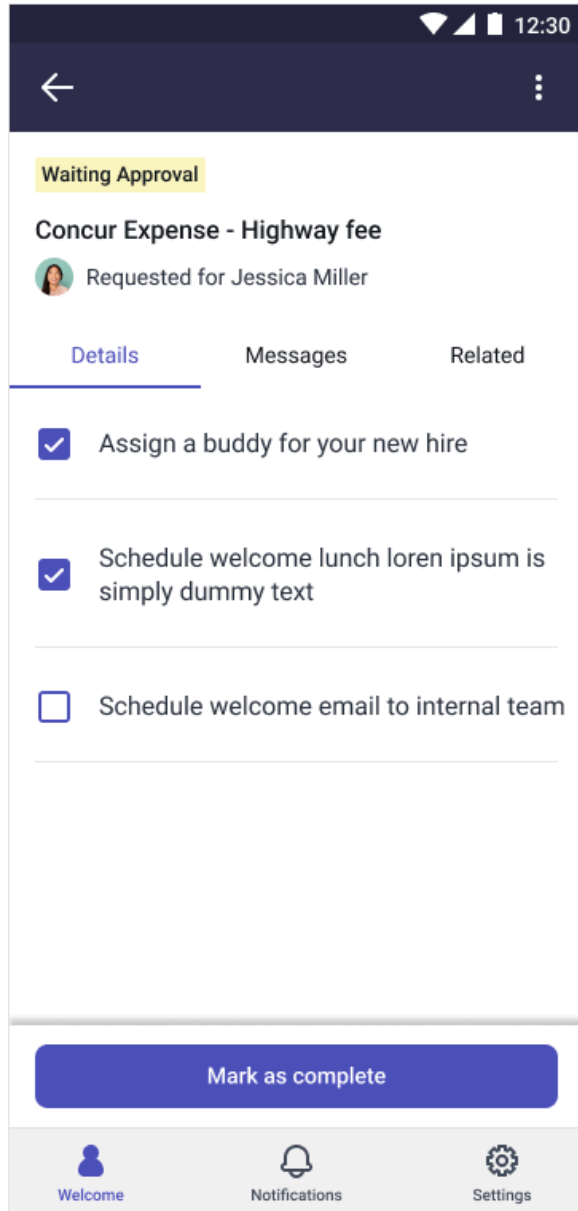 12:30
Waiting Approval
Concur Expense - Highway fee
Requested for Jessica Miller
Details Messages Related
Assign a buddy for your new hire
Schedule welcome lunch loren ipsum is
simply dummy text
Schedule welcome email to internal team
Mark as complete
Welcome Notifications Settings